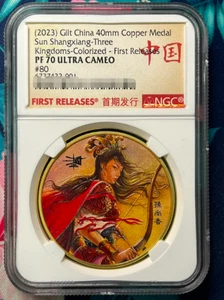 (2023) Gilt China 40mm Copper Medal
Sun Shangxiang-Three
Kingdoms-Colorized - First Releases
PF 70 ULTRA CAMEO
#80
中国
FIRST RELEASES 首期发行 NGC
孫尚香